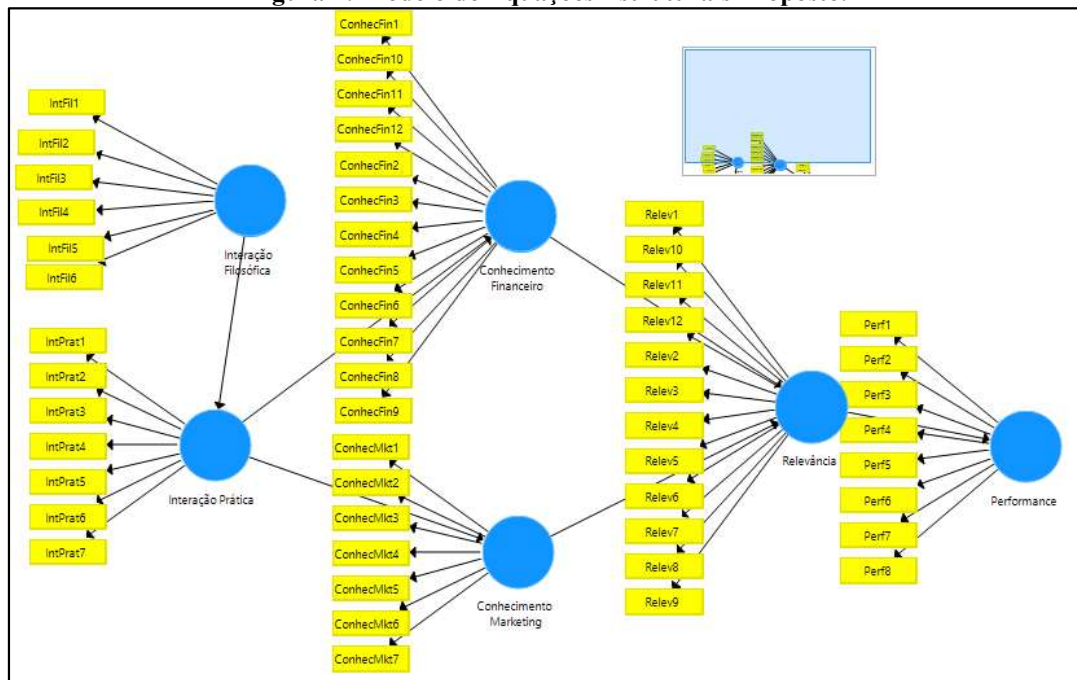 IntFil1
IntFil2
IntFil3
IntFil4
IntFil5
IntFil6
Interação
Filosófica
IntPrat1
IntPrat2
IntPrat3
IntPrat4
IntPrat5
IntPrat6
IntPrat7
Interação Prática
ConhecFin1
ConhecFin10
ConhecFin11
ConhecFin12
ConhecFin2
ConhecFin3
ConhecFin4
ConhecFin5
ConhecFin6
ConhecFin7
ConhecFin8
ConhecFin9
Conhecimento
Financeiro
ConhecMkt1
ConhecMkt2
ConhecMkt3
ConhecMkt4
ConhecMkt5
ConhecMkt6
ConhecMkt7
Conhecimento
Marketing
Relev1
Relev10
Relev11
Relev12
Relev2
Relev3
Relev4
Relev5
Relev6
Relev7
Relev8
Relev9
Relevância
Perf1
Perf2
Perf3
Perf4
Perf5
Perf6
Perf7
Perf8
Performance